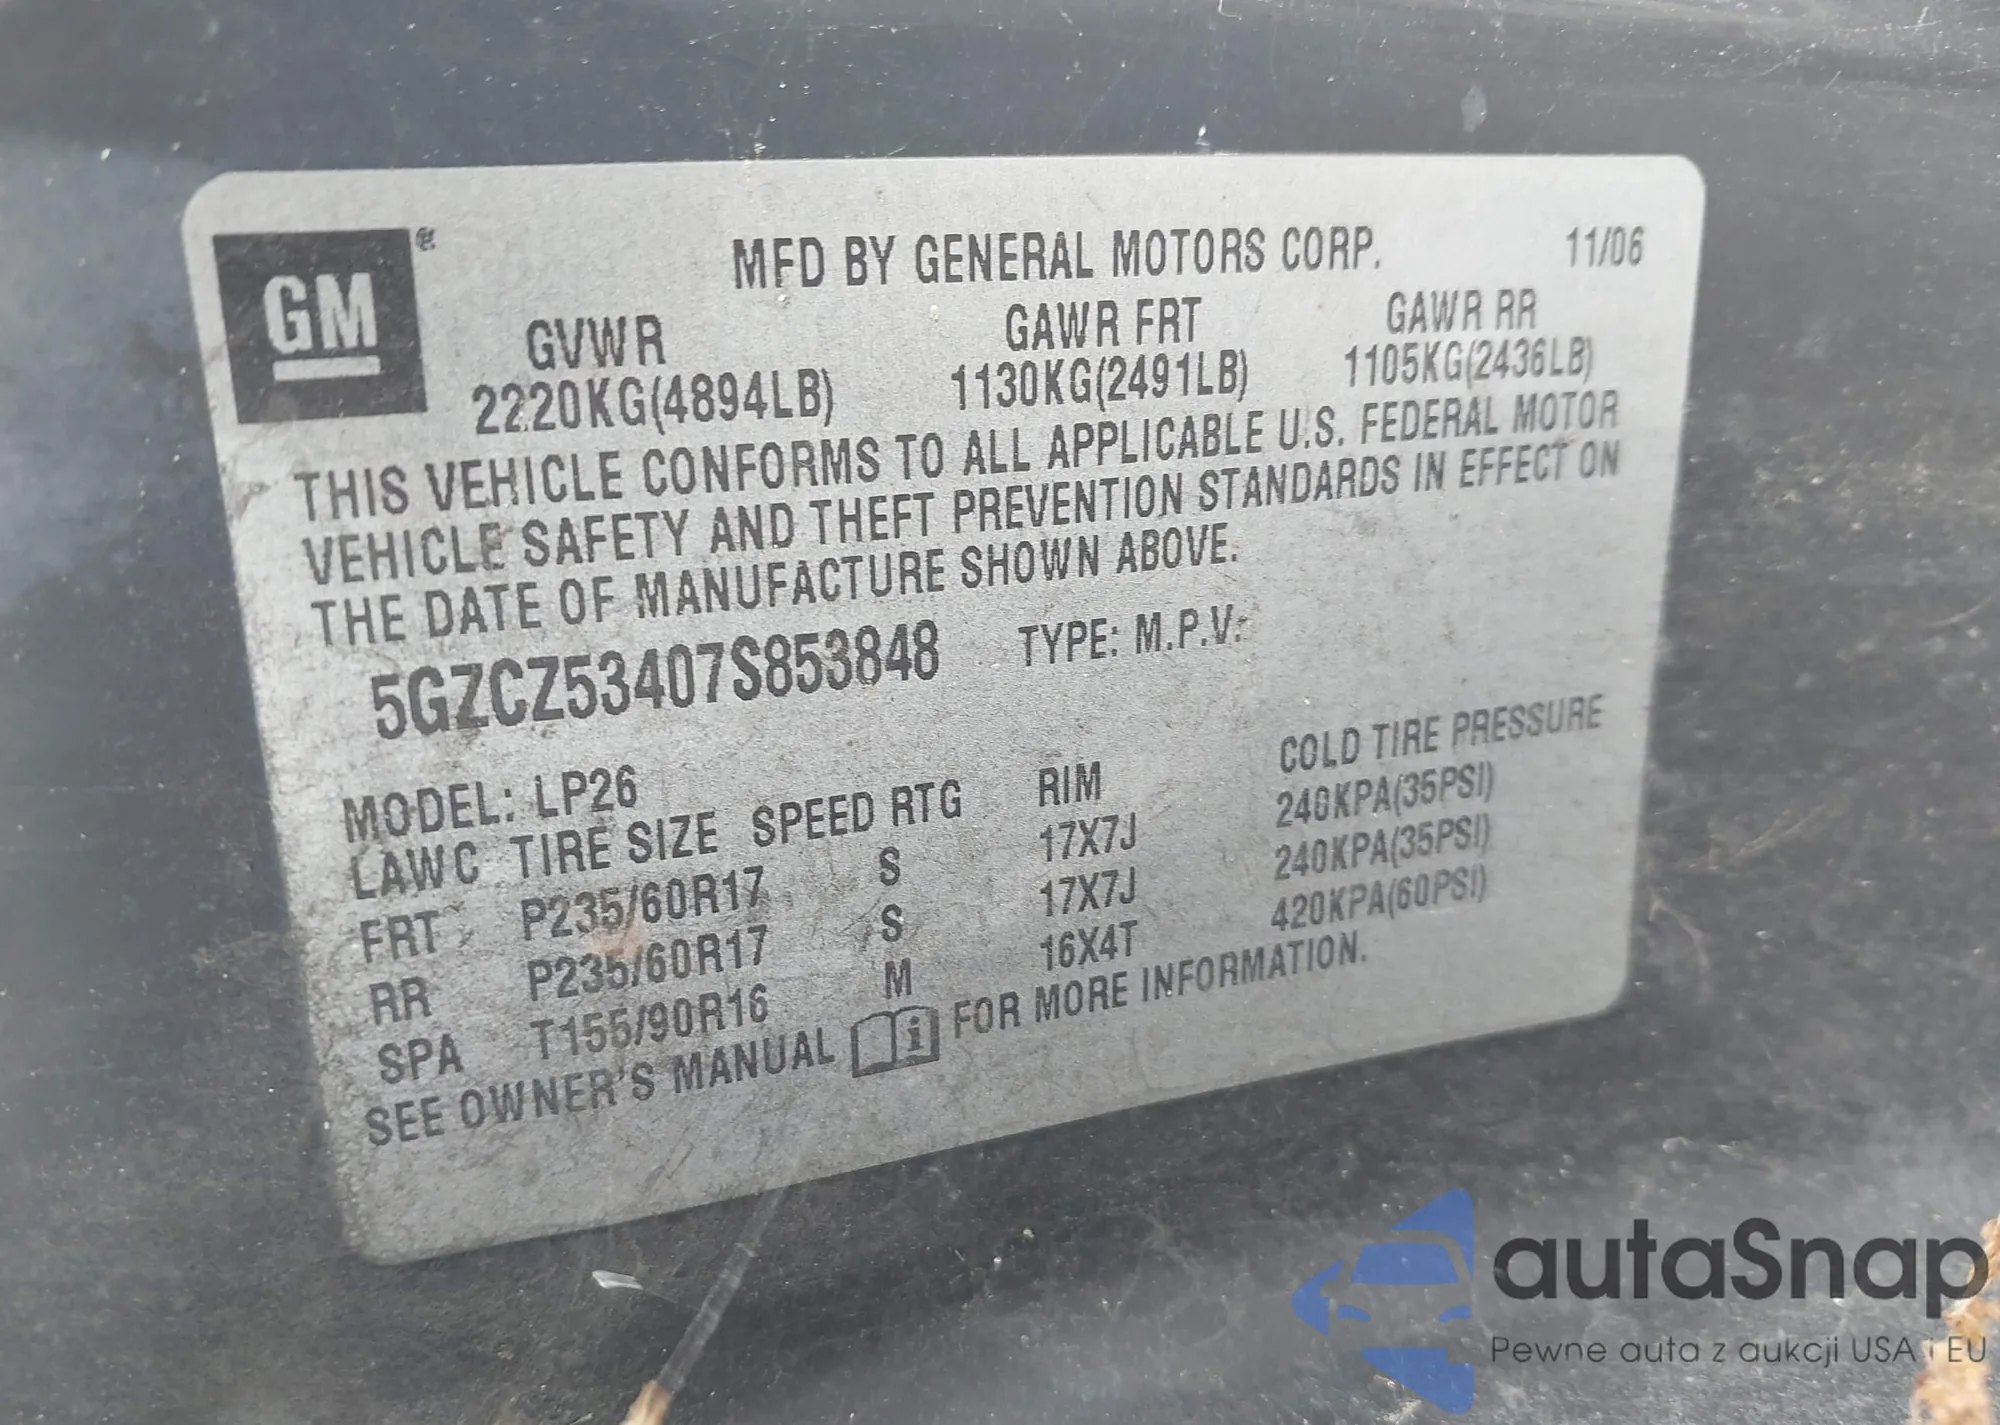 GM®
MFD BY GENERAL MOTORS CORP. 11/06
GVWR GAWR FRT GAWR RR
2220KG(4894LB) 1130KG(2491LB) 1105KG(2436LB)
THIS VEHICLE CONFORMS TO ALL APPLICABLE U.S. FEDERAL MOTOR
VEHICLE SAFETY AND THEFT PREVENTION STANDARDS IN EFFECT ON
THE DATE OF MANUFACTURE SHOWN ABOVE.
5GZCZ53407S853848 TYPE: M.P.V.
MODEL: LP26
LAWC TIRE SIZE SPEED RTG RIM COLD TIRE PRESSURE
FRT P235/60R17 S 17X7J 240KPA(35PSI)
RR P235/60R17 S 17X7J 240KPA(35PSI)
SPA T155/90R16 M 16X4T 420KPA(60PSI)
SEE OWNER'S MANUAL i FOR MORE INFORMATION.
autaSnap
Pewne auta z aukcji USA i EU